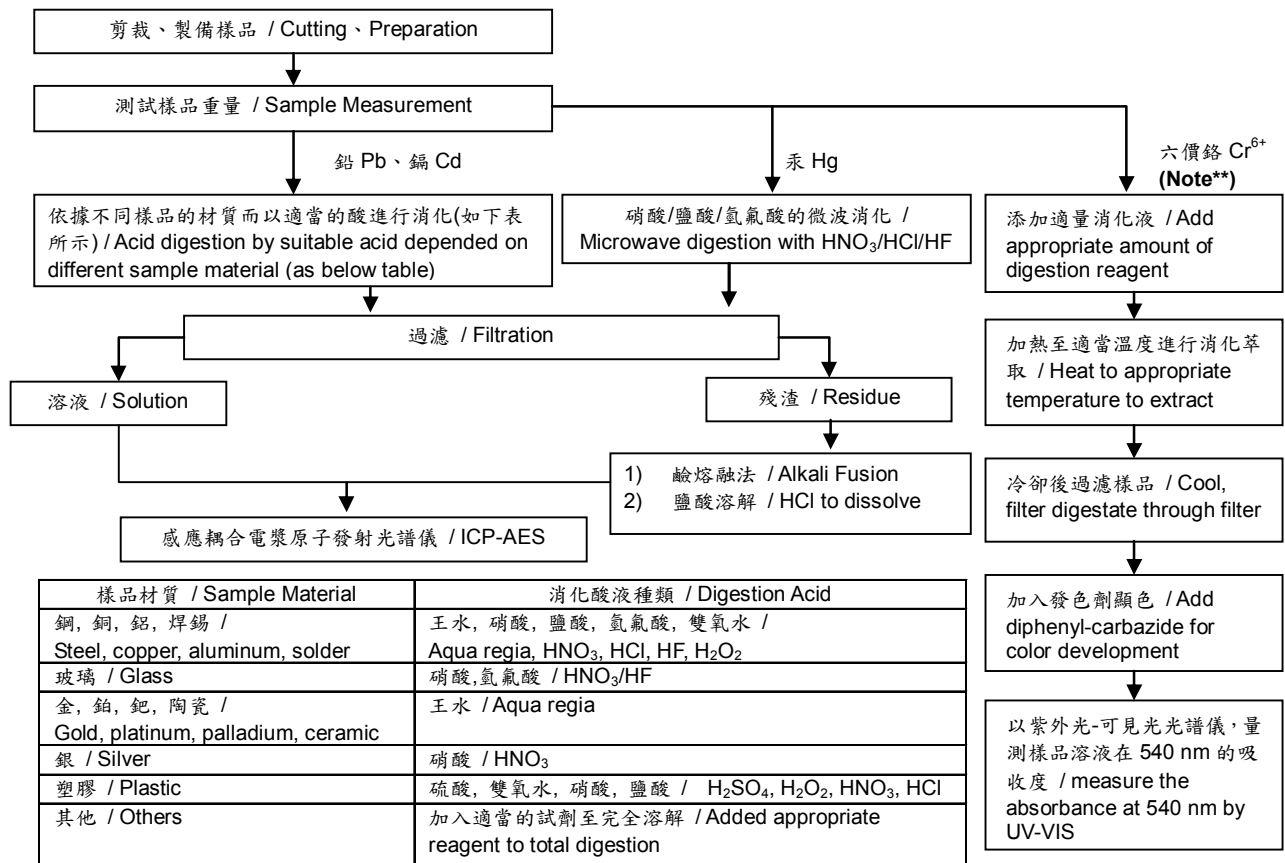 剪裁、製備樣品 / Cutting、Preparation
測試樣品重量 / Sample Measurement
鉛 Pb、鎘 Cd
汞 Hg
六價鉻 Cr⁶⁺
(Note**)
依據不同樣品的材質而以適當的酸進行消化(如下表
所示) / Acid digestion by suitable acid depended on
different sample material (as below table)
硝酸/鹽酸/氫氟酸的微波消化 /
Microwave digestion with HNO₃/HCl/HF
添加適量消化液 / Add
appropriate amount of
digestion reagent
過濾 / Filtration
加熱至適當溫度進行消化萃
取 / Heat to appropriate
temperature to extract
溶液 / Solution
殘渣 / Residue
1) 鹼熔融法 / Alkali Fusion
2) 鹽酸溶解 / HCl to dissolve
冷卻後過濾樣品 / Cool,
filter digestate through filter
感應耦合電漿原子發射光譜儀 / ICP-AES
加入發色劑顯色 / Add
diphenyl-carbazide for
color development
以紫外光-可見光光譜儀，量
測樣品溶液在 540 nm 的吸
收度 / measure the
absorbance at 540 nm by
UV-VIS
樣品材質 / Sample Material
消化酸液種類 / Digestion Acid
鋼, 銅, 鋁, 焊錫 /
Steel, copper, aluminum, solder
王水, 硝酸, 鹽酸, 氫氟酸, 雙氧水 /
Aqua regia, HNO₃, HCl, HF, H₂O₂
玻璃 / Glass
硝酸,氫氟酸 / HNO₃/HF
金, 鉑, 鈀, 陶瓷 /
Gold, platinum, palladium, ceramic
王水 / Aqua regia
銀 / Silver
硝酸 / HNO₃
塑膠 / Plastic
硫酸, 雙氧水, 硝酸, 鹽酸 / H₂SO₄, H₂O₂, HNO₃, HCl
其他 / Others
加入適當的試劑至完全溶解 / Added appropriate
reagent to total digestion